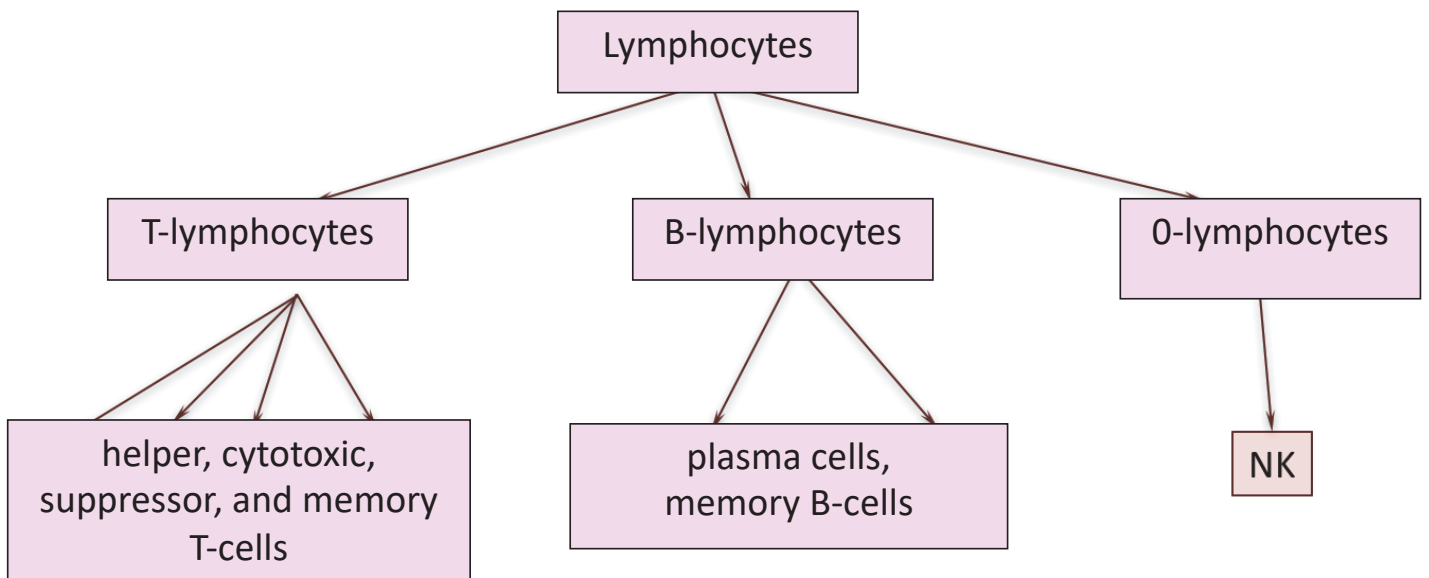 Lymphocytes
T-lymphocytes
B-lymphocytes
0-lymphocytes
helper, cytotoxic,
suppressor, and memory
T-cells
plasma cells,
memory B-cells
NK